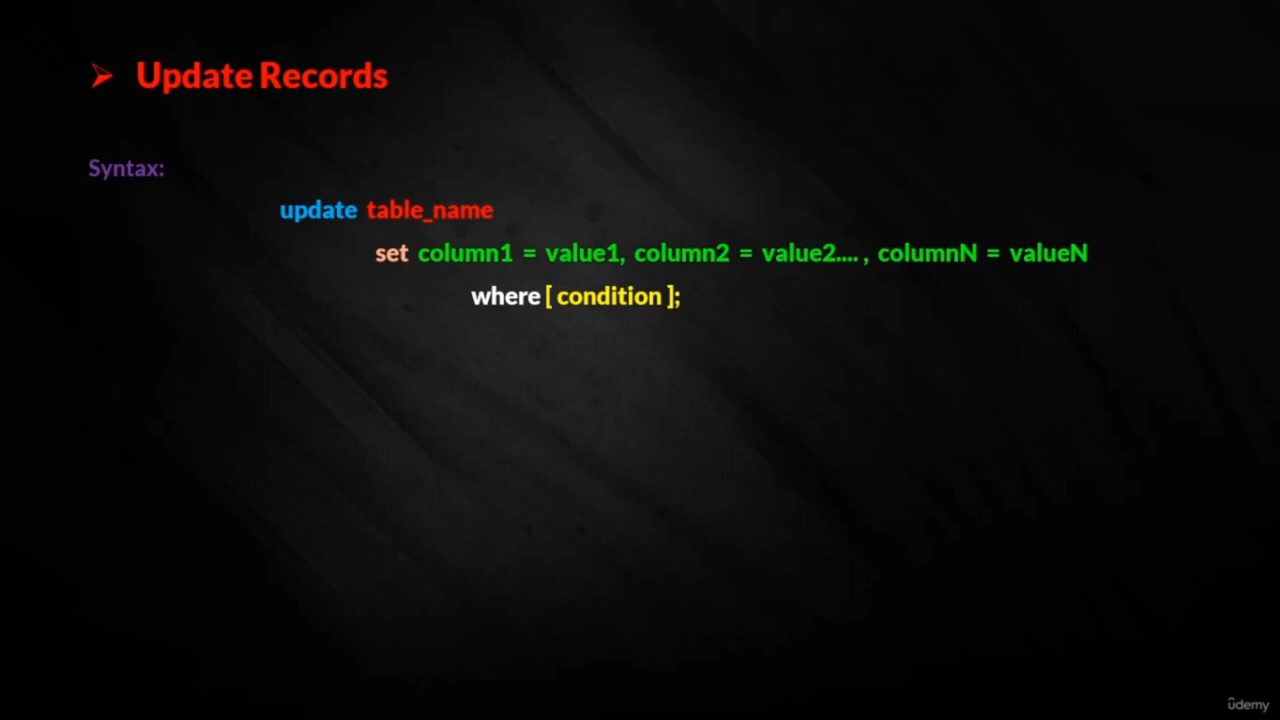 ➢ Update Records
Syntax:
update table_name
set column1 = value1, column2 = value2.... , columnN = valueN
where [ condition ];
ûdemy